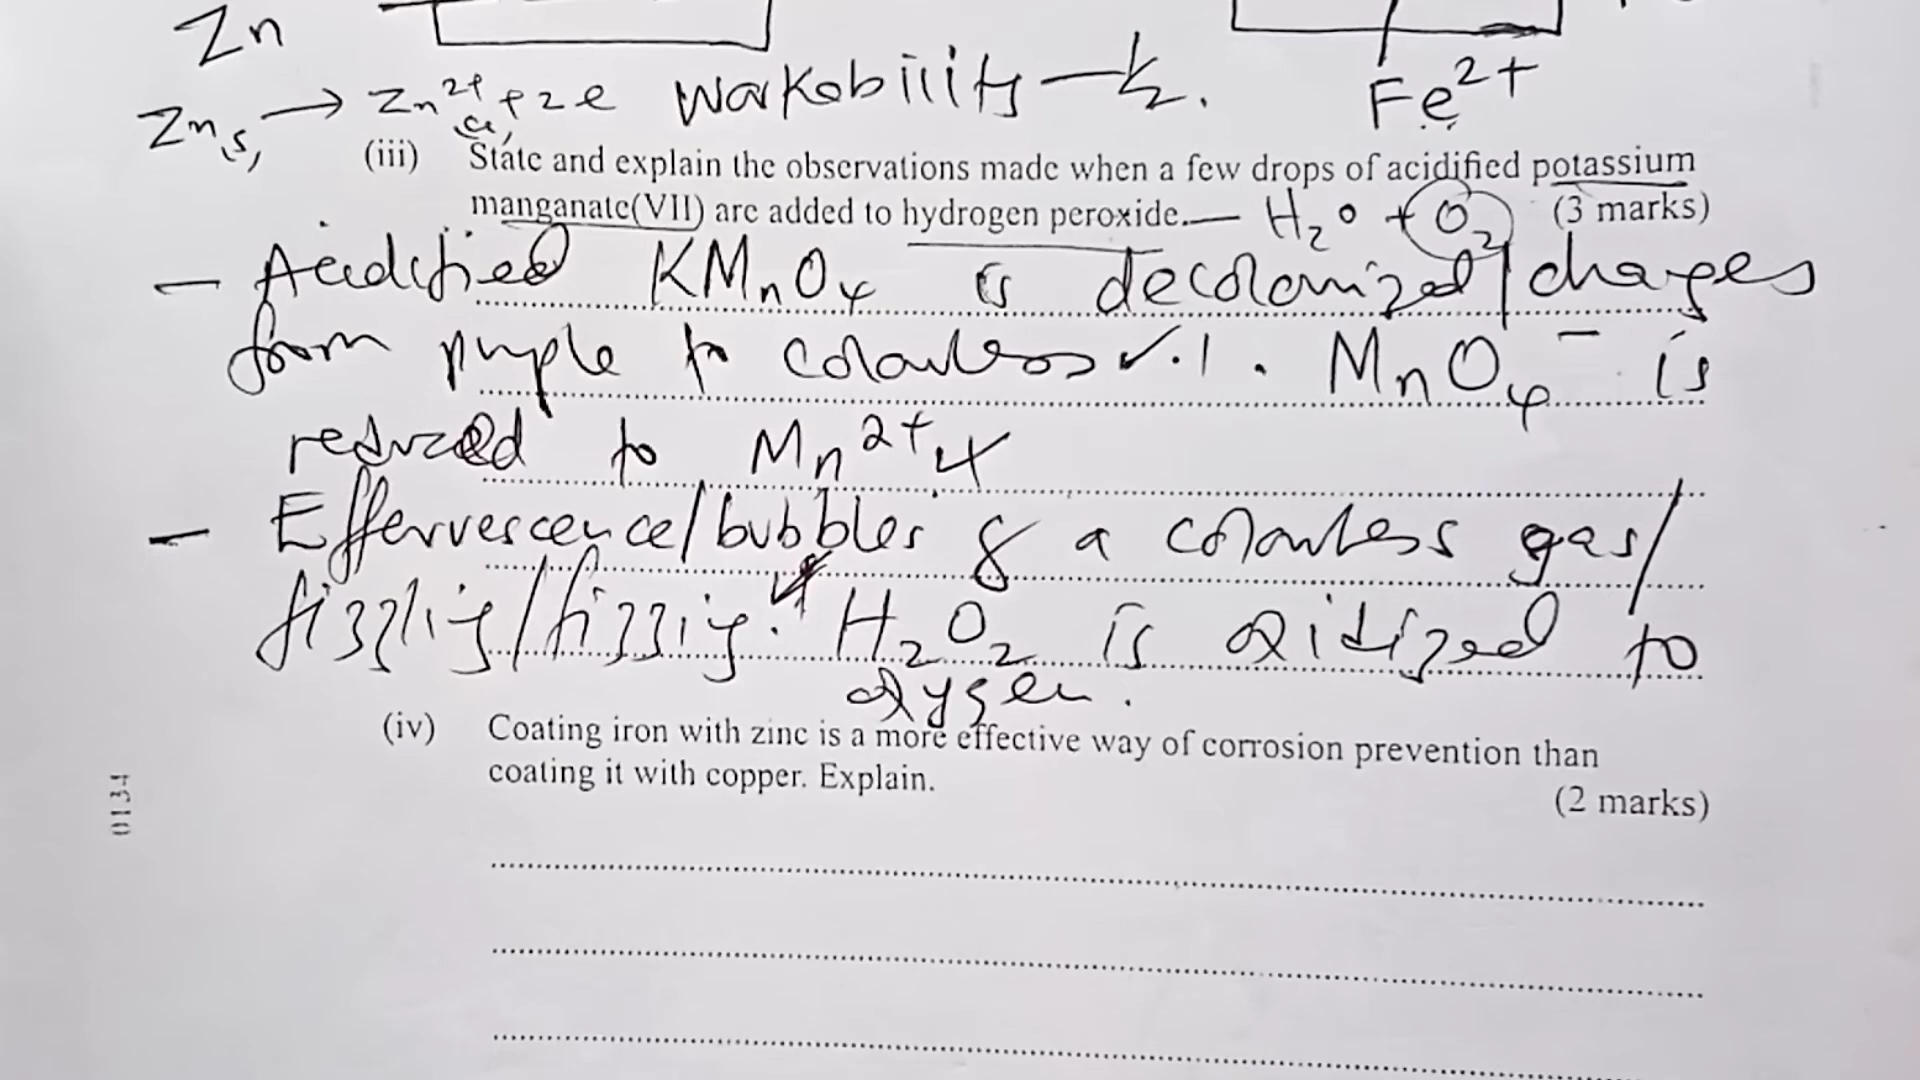 Zn
Zn(s) → Zn2+ + 2e Workability – ½. Fe2+
(iii) State and explain the observations made when a few drops of acidified potassium
manganate(VII) are added to hydrogen peroxide. — H2O + O2 (3 marks)
– Acidified KMnO4 is decolourized / changes
from purple to colourless ✓.1. MnO4– is
reduced to Mn2+
– Effervescence/bubbles of a colourless gas/
fizzling/fizzing. H2O2 is oxidized to
oxygen.
(iv) Coating iron with zinc is a more effective way of corrosion prevention than
coating it with copper. Explain.
(2 marks)
0134